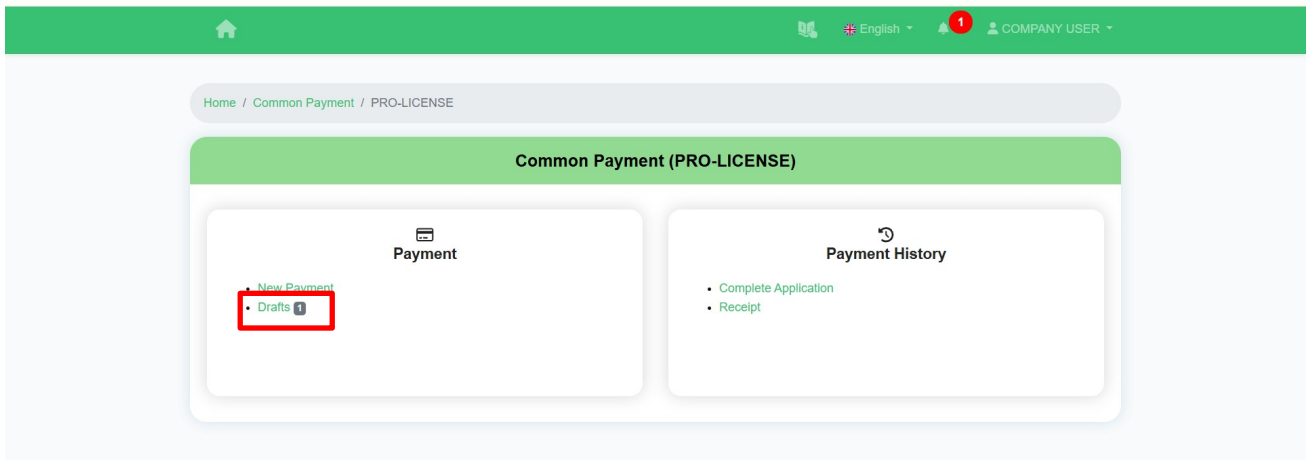 English
1
COMPANY USER
Home / Common Payment / PRO-LICENSE
Common Payment (PRO-LICENSE)
Payment
• New Payment
• Drafts 1
Payment History
• Complete Application
• Receipt